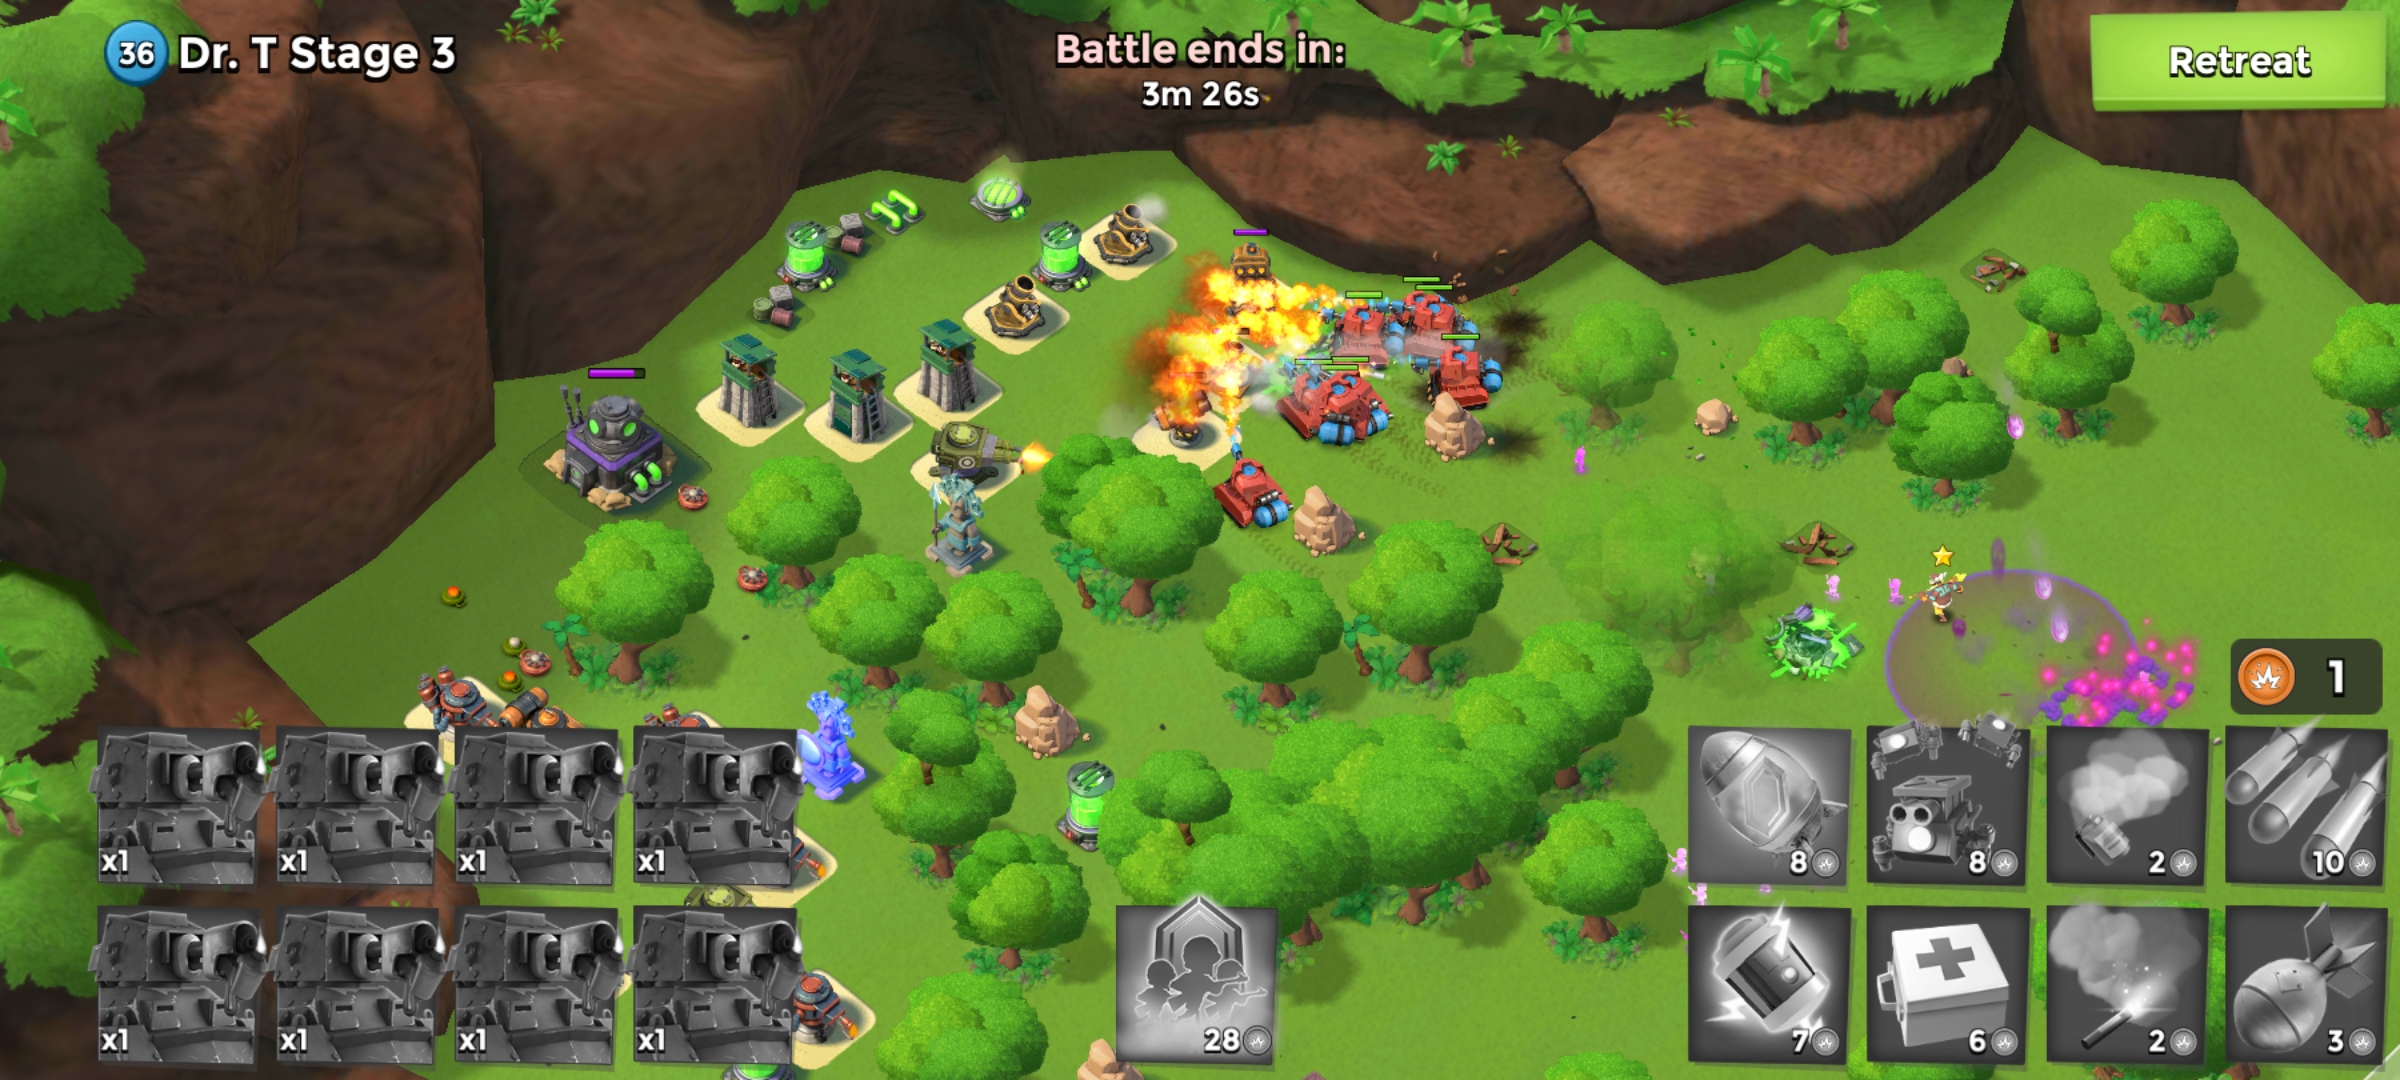 36 Dr. T Stage 3
Battle ends in:
3m 26s
Retreat
1
x1 x1 x1 x1
8 8 2 10
x1 x1 x1 x1
28
7 6 2 3